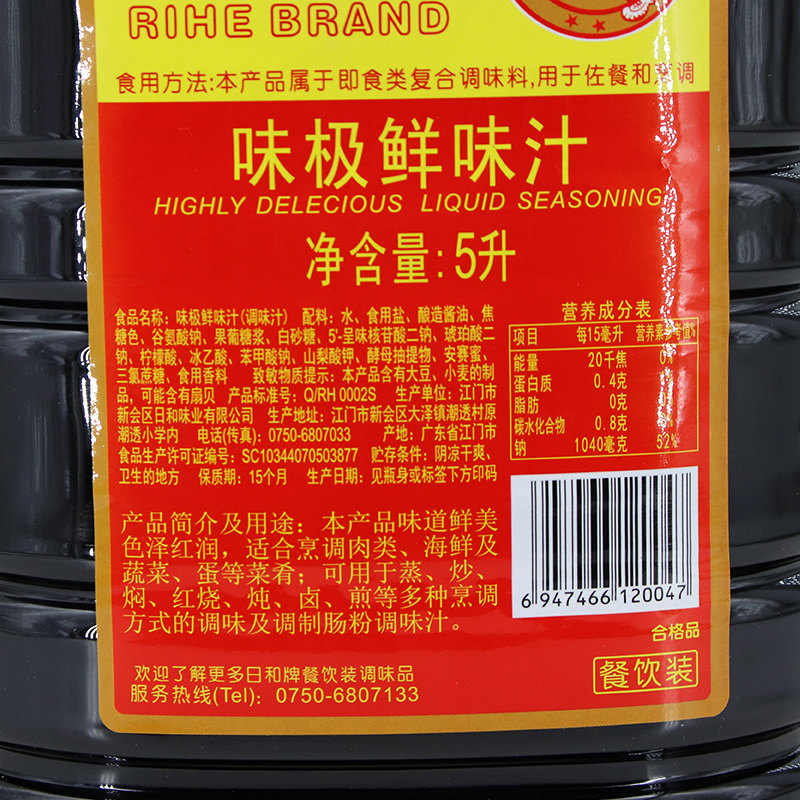 RIHE BRAND
食用方法:本产品属于即食类复合调味料,用于佐餐和烹调
味极鲜味汁
HIGHLY DELECIOUS LIQUID SEASONING
净含量:5升
食品名称: 味极鲜味汁(调味汁) 配料: 水、食用盐、酿造酱油、焦
糖色、谷氨酸钠、果葡糖浆、白砂糖、5'-呈味核苷酸二钠、琥珀酸二
钠、柠檬酸、冰乙酸、苯甲酸钠、山梨酸钾、酵母抽提物、安赛蜜、
三氯蔗糖、食用香料 致敏物质提示: 本产品含有大豆、小麦的制
品, 可能含有扇贝 产品标准号: Q/RH 0002S 生产单位: 江门市
新会区日和味业有限公司 生产地址: 江门市新会区大泽镇潮透村原
潮透小学内 电话(传真): 0750-6807033 产地: 广东省江门市
食品生产许可证编号: SC10344070503877 贮存条件: 阴凉干爽、
卫生的地方 保质期: 15个月 生产日期: 见瓶身或标签下方印码
营养成分表
项目 每15毫升 营养素参考值%
能量 20千焦
蛋白质 0.4克
脂肪 0克
碳水化合物 0.8克
钠 1040毫克 52%
产品简介及用途: 本产品味道鲜美
色泽红润, 适合烹调肉类、海鲜及
蔬菜、蛋等菜肴; 可用于蒸、炒、
焖、红烧、炖、卤、煎等多种烹调
方式的调味及调制肠粉调味汁。
6 947466 120047
合格品
欢迎了解更多日和牌餐饮装调味品
服务热线(Tel): 0750-6807133
餐饮装